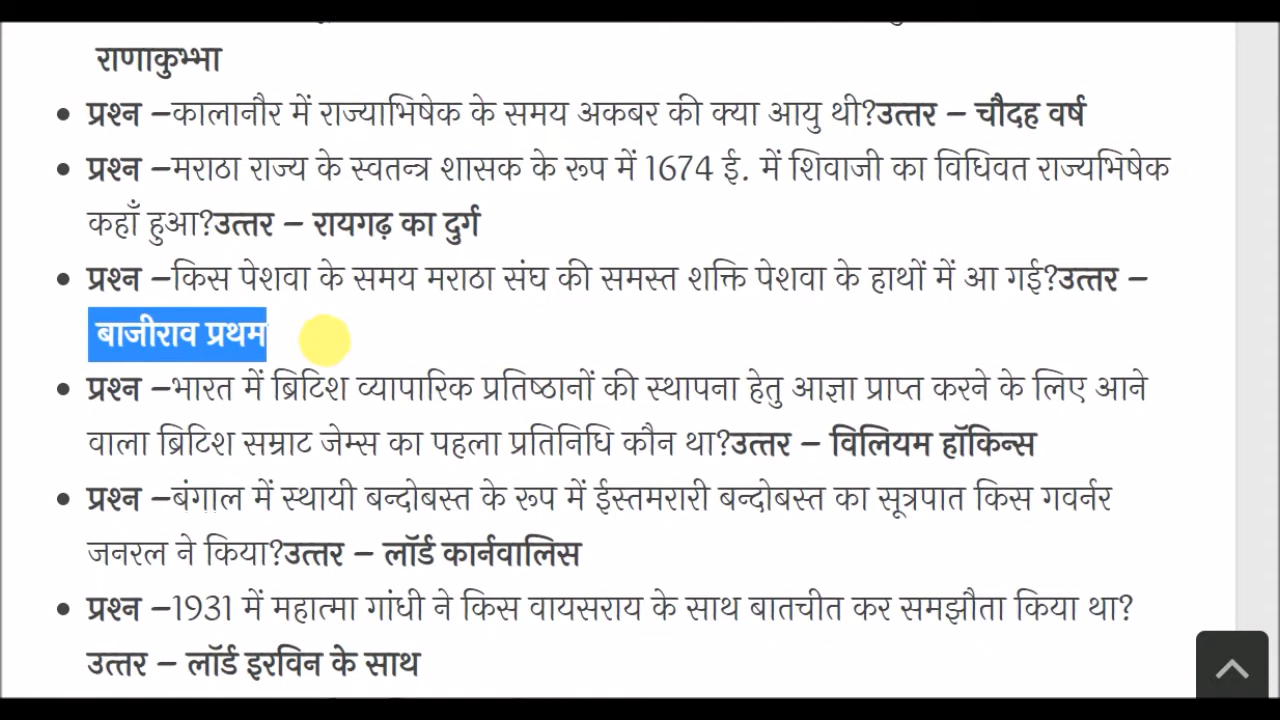 राणाकुम्भा
• प्रश्न –कालानौर में राज्याभिषेक के समय अकबर की क्या आयु थी?उत्तर – चौदह वर्ष
• प्रश्न –मराठा राज्य के स्वतन्त्र शासक के रूप में 1674 ई. में शिवाजी का विधिवत राज्यभिषेक
कहाँ हुआ?उत्तर – रायगढ़ का दुर्ग
• प्रश्न –किस पेशवा के समय मराठा संघ की समस्त शक्ति पेशवा के हाथों में आ गई?उत्तर –
बाजीराव प्रथम
• प्रश्न –भारत में ब्रिटिश व्यापारिक प्रतिष्ठानों की स्थापना हेतु आज्ञा प्राप्त करने के लिए आने
वाला ब्रिटिश सम्राट जेम्स का पहला प्रतिनिधि कौन था?उत्तर – विलियम हॉकिन्स
• प्रश्न –बंगाल में स्थायी बन्दोबस्त के रूप में ईस्तमरारी बन्दोबस्त का सूत्रपात किस गवर्नर
जनरल ने किया?उत्तर – लॉर्ड कार्नवालिस
• प्रश्न –1931 में महात्मा गांधी ने किस वायसराय के साथ बातचीत कर समझौता किया था?
उत्तर – लॉर्ड इरविन के साथ